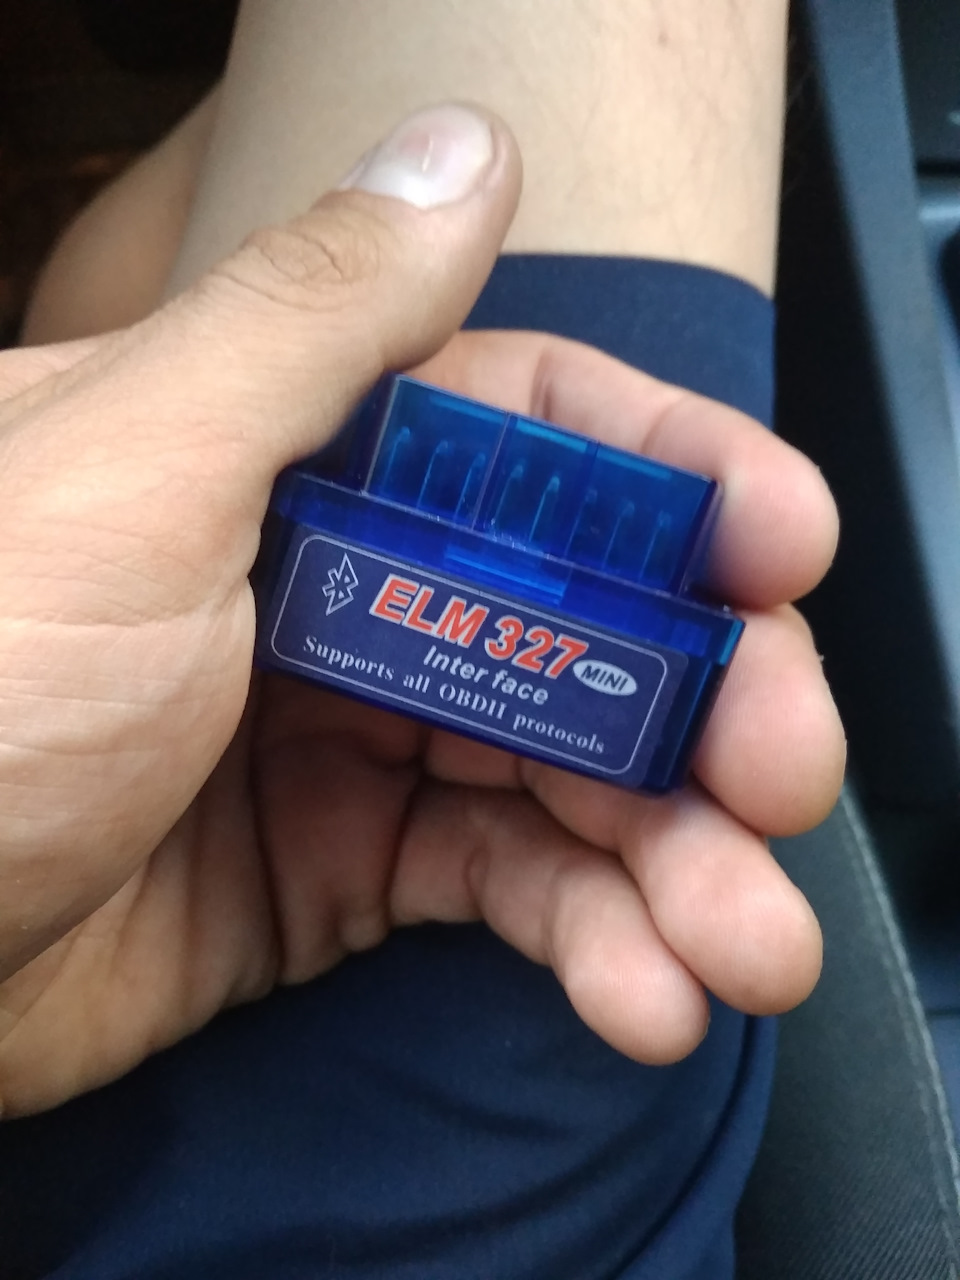 ELM 327 MINI
Inter face
Supports all OBDII protocols